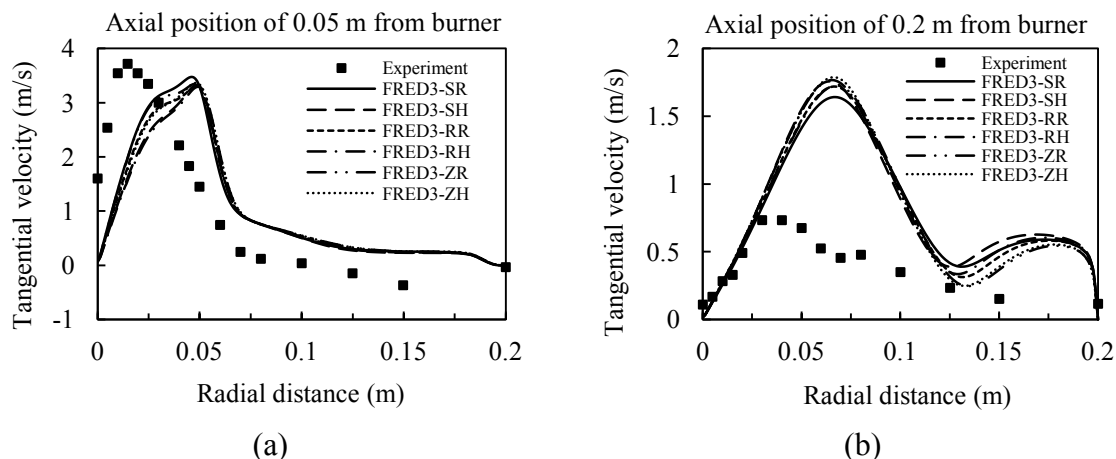 Axial position of 0.05 m from burner
4
3
2
1
0
-1
Tangential velocity (m/s)
Experiment
FRED3-SR
FRED3-SH
FRED3-RR
FRED3-RH
FRED3-ZR
FRED3-ZH
0 0.05 0.1 0.15 0.2
Radial distance (m)
(a)
Axial position of 0.2 m from burner
2
1.5
1
0.5
0
Tangential velocity (m/s)
Experiment
FRED3-SR
FRED3-SH
FRED3-RR
FRED3-RH
FRED3-ZR
FRED3-ZH
0 0.05 0.1 0.15 0.2
Radial distance (m)
(b)